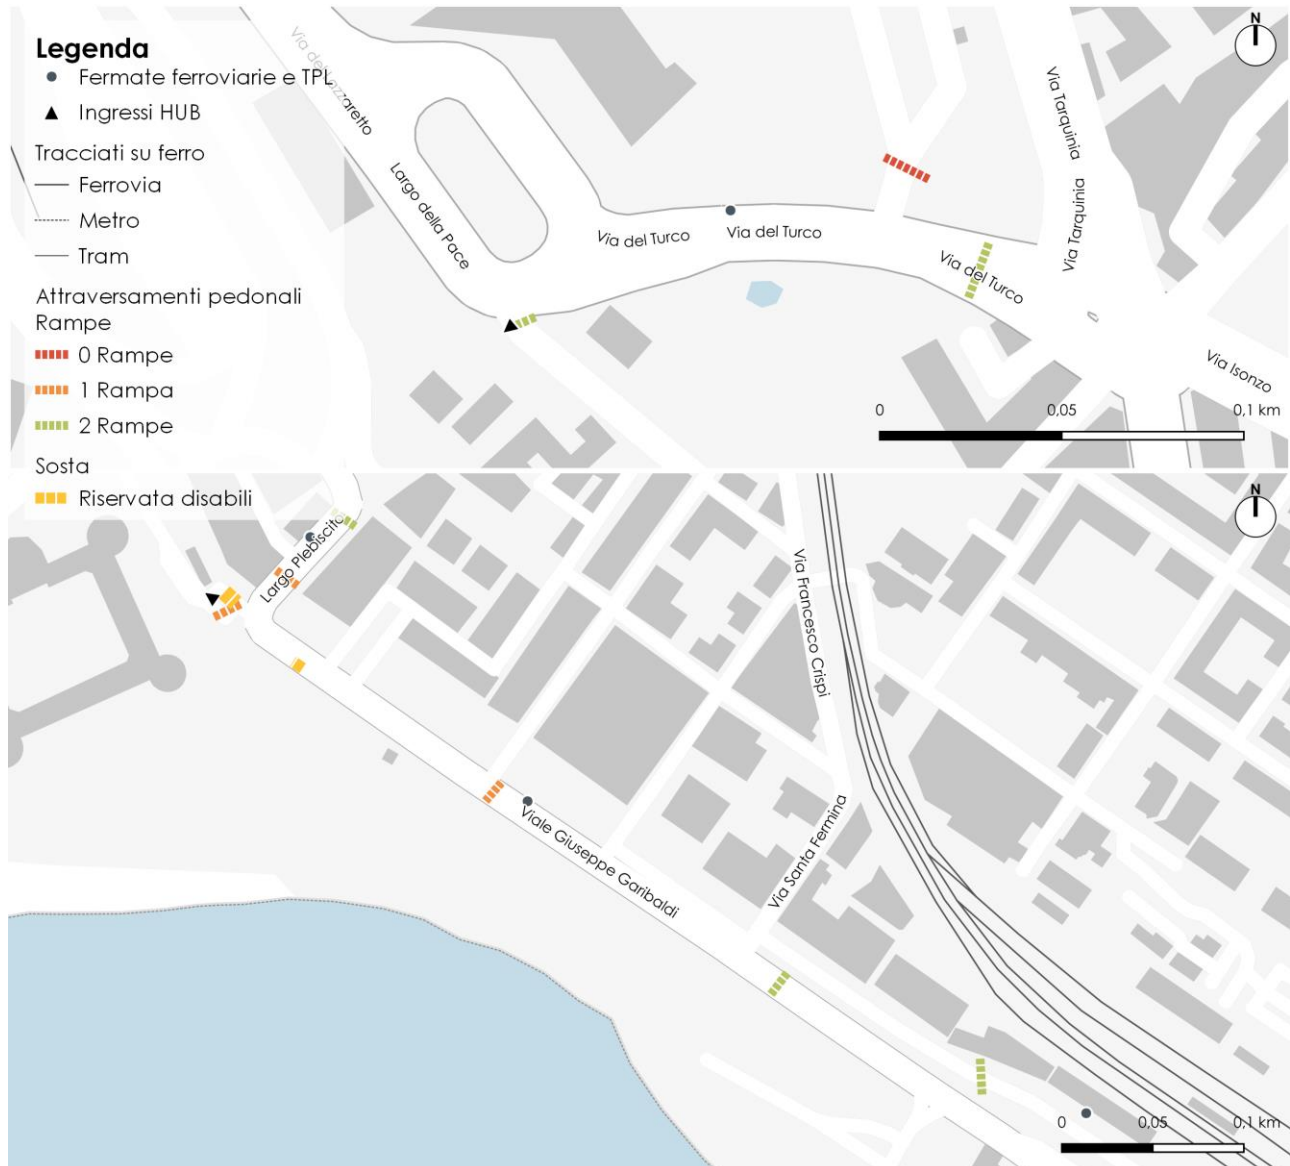 Legenda
Fermate ferroviarie e TPL
Ingressi HUB
Tracciati su ferro
Ferrovia
Metro
Tram
Attraversamenti pedonali
Rampe
0 Rampe
1 Rampa
2 Rampe
Sosta
Riservata disabili
Via del Lazzaretto
Largo della Pace
Via del Turco
Via del Turco
Via del Turco
Via Tarquinia
Via Tarquinia
Via Isonzo
N
0
0,05
0,1 km
N
Largo Plebiscito
Via Francesco Crispi
Viale Giuseppe Garibaldi
Via Santa Fermina
0
0,05
0,1 km